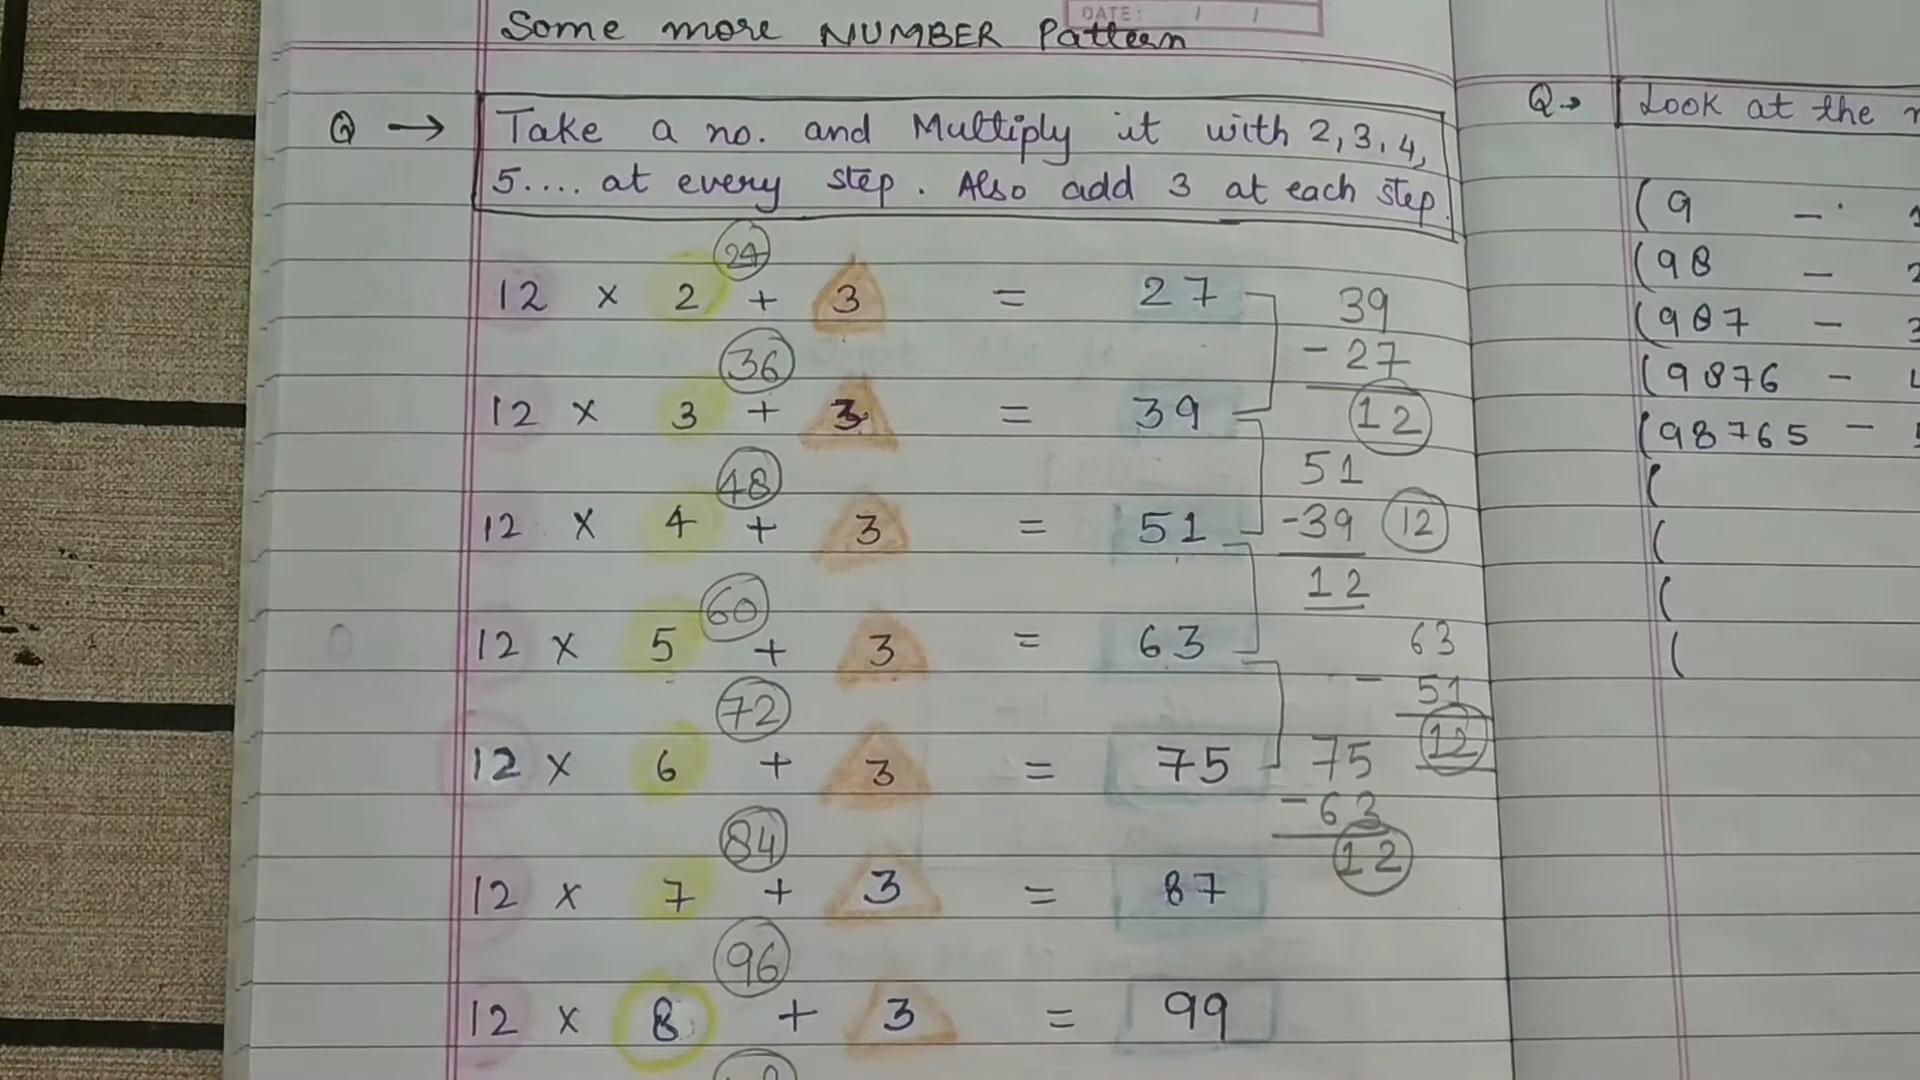 DATE: / /
Some more NUMBER Pattern
Q → Take a no. and Multiply it with 2, 3, 4,
5.... at every step. Also add 3 at each step.
24
12 × 2 + 3 = 27
36
12 × 3 + 3 = 39
48
12 × 4 + 3 = 51
60
12 × 5 + 3 = 63
72
12 × 6 + 3 = 75
84
12 × 7 + 3 = 87
96
12 × 8 + 3 = 99
39
- 27
12
51
- 39 12
12
63
- 51
12
75
- 63
12
Q→ Look at the
(9 -
(98 -
(987 -
(9876 -
(98765 -
(
(
(
(